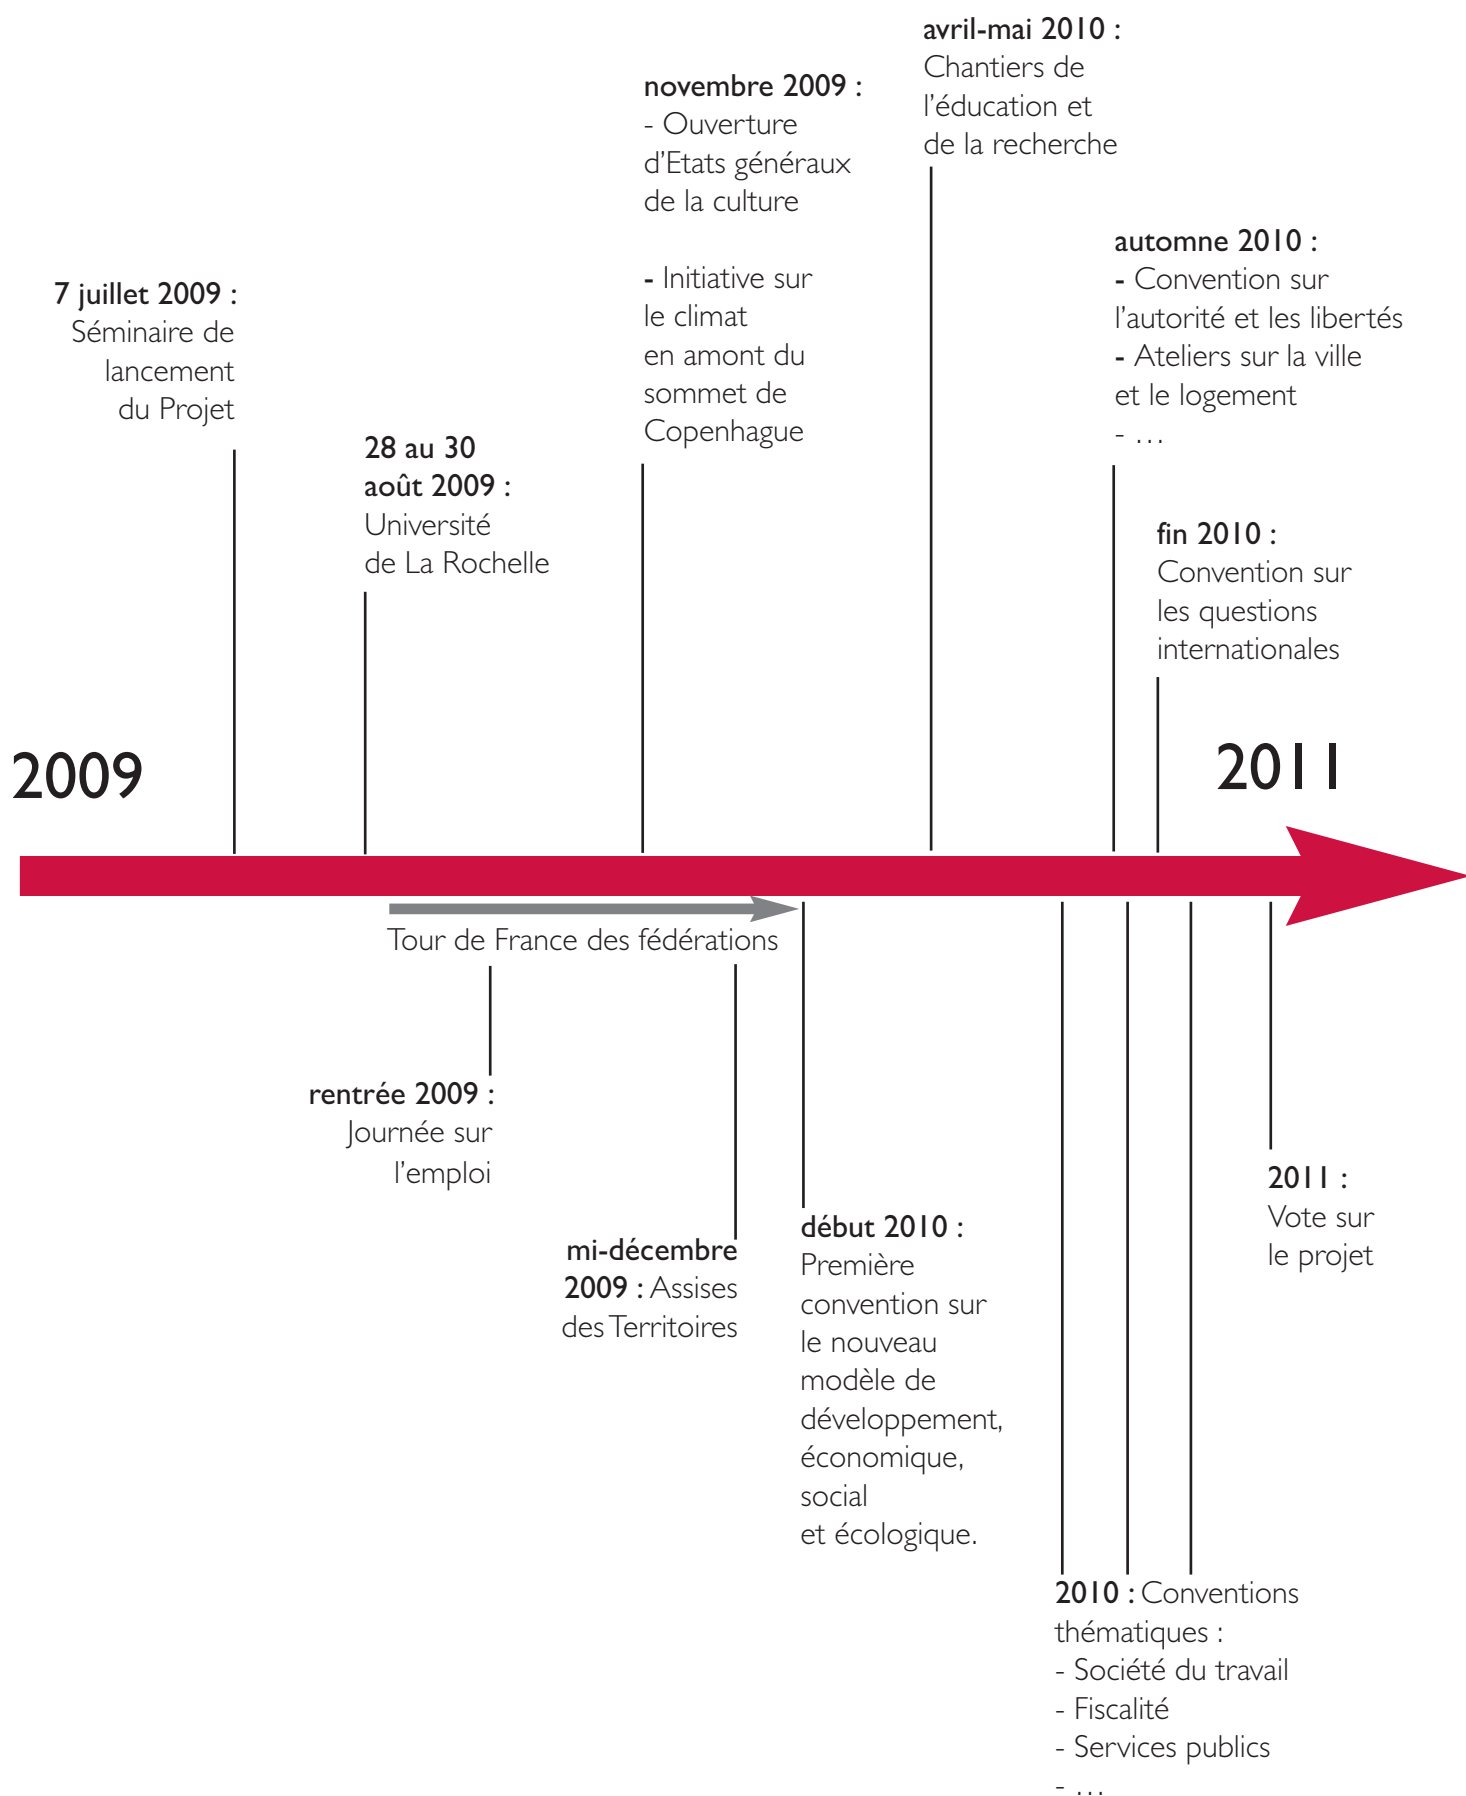 avril-mai 2010 :
Chantiers de
l’éducation et
de la recherche
novembre 2009 :
- Ouverture
d’Etats généraux
de la culture
- Initiative sur
le climat
en amont du
sommet de
Copenhague
automne 2010 :
- Convention sur
l’autorité et les libertés
- Ateliers sur la ville
et le logement
- …
7 juillet 2009 :
Séminaire de
lancement
du Projet
28 au 30
août 2009 :
Université
de La Rochelle
fin 2010 :
Convention sur
les questions
internationales
2009
2011
Tour de France des fédérations
rentrée 2009 :
Journée sur
l’emploi
mi-décembre
2009 : Assises
des Territoires
début 2010 :
Première
convention sur
le nouveau
modèle de
développement,
économique,
social
et écologique.
2011 :
Vote sur
le projet
2010 : Conventions
thématiques :
- Société du travail
- Fiscalité
- Services publics
- …